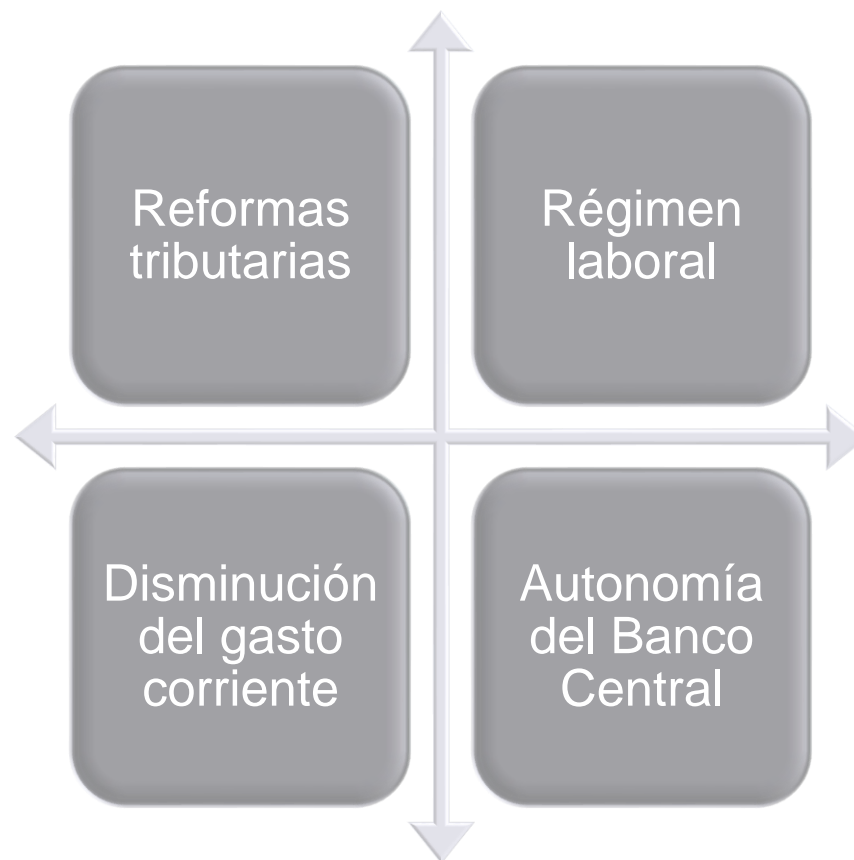 Reformas
tributarias
Régimen
laboral
Disminución
del gasto
corriente
Autonomía
del Banco
Central